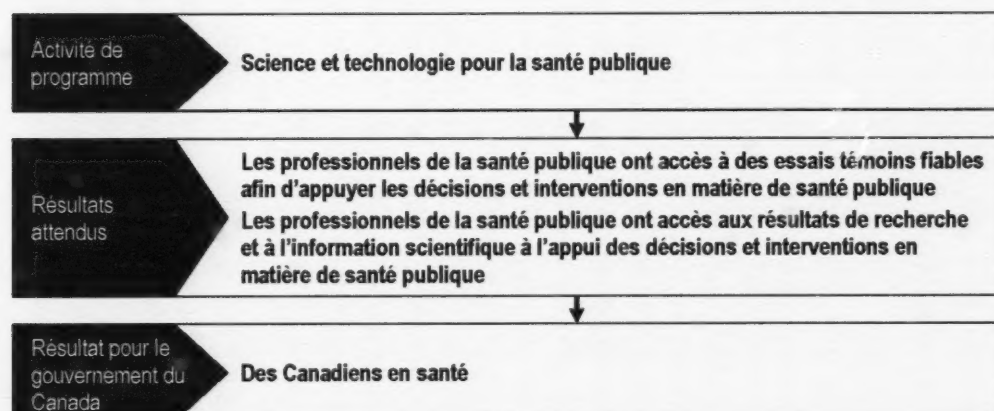 Activité de
programme
Science et technologie pour la santé publique
Résultats
attendus
Les professionnels de la santé publique ont accès à des essais témoins fiables
afin d'appuyer les décisions et interventions en matière de santé publique
Les professionnels de la santé publique ont accès aux résultats de recherche
et à l'information scientifique à l'appui des décisions et interventions en
matière de santé publique
Résultat pour le
gouvernement du
Canada
Des Canadiens en santé